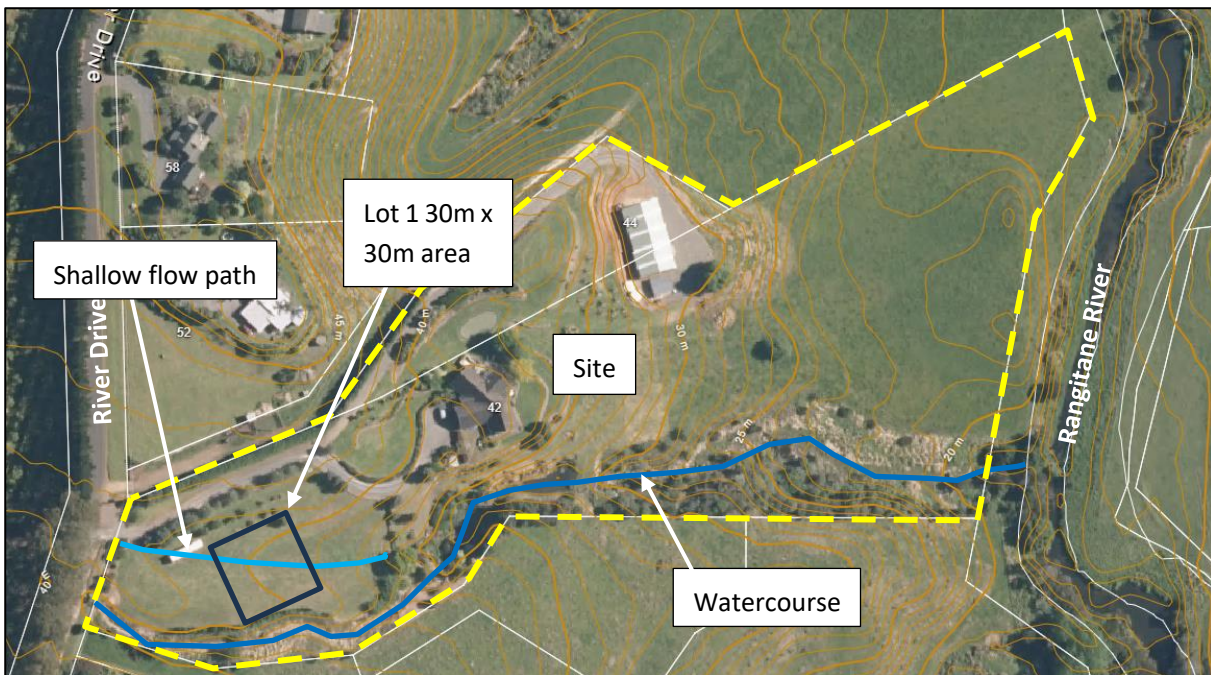 r Drive
58
Lot 1 30m x
30m area
44
Shallow flow path
River Drive
52
45 m
40 E
30 m
Site
42
25 m
20 m
Rangitane River
40 E
Watercourse